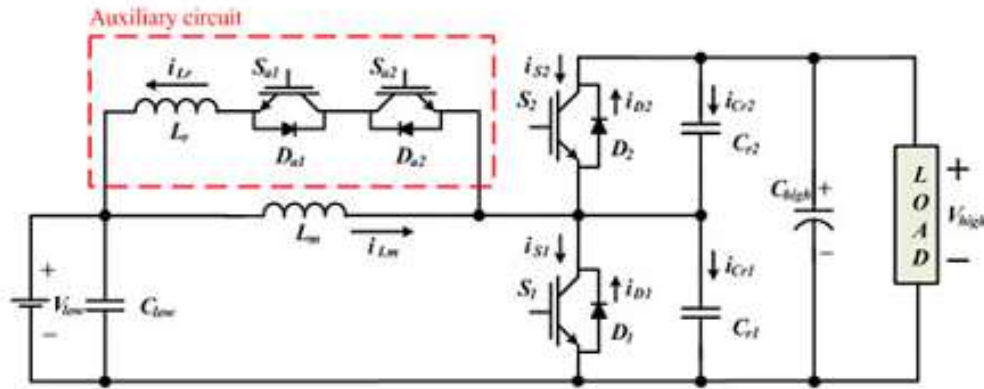 Auxiliary circuit
iLr
Sa1
Sa2
Lr
Da1
Da2
Lm
iLm
+
Vlow
−
Clow
iS2
S2
iD2
D2
iCr2
Cr2
iS1
S1
iD1
D1
iCr1
Cr1
Chigh
+
−
LOAD
+
Vhigh
−